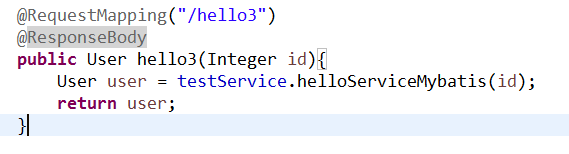 @RequestMapping("/hello3")
@ResponseBody
public User hello3(Integer id){
    User user = testService.helloServiceMybatis(id);
    return user;
}